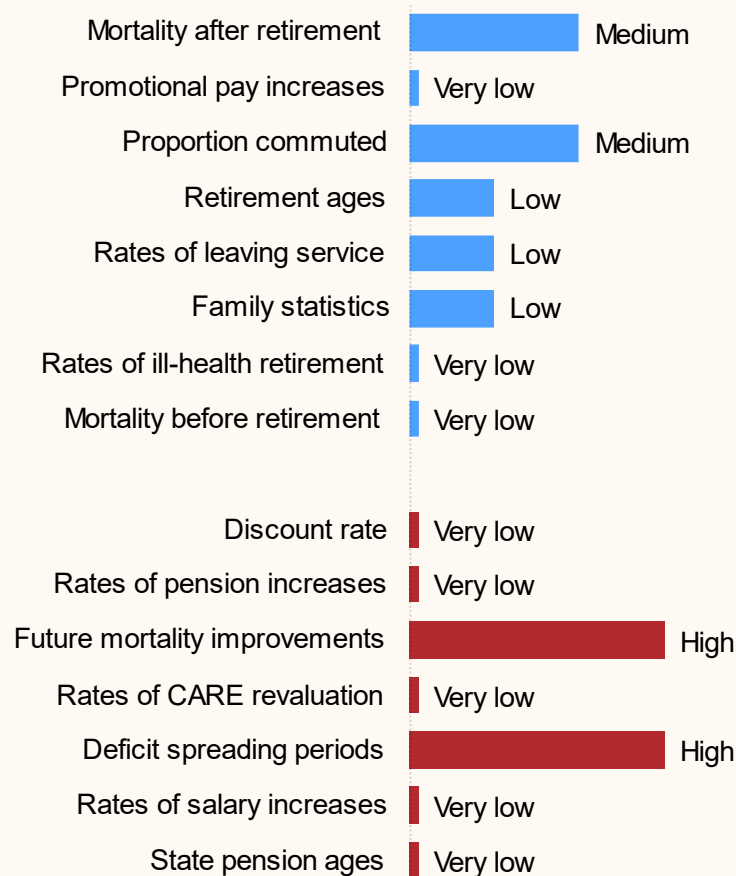 Mortality after retirement Medium
Promotional pay increases Very low
Proportion commuted Medium
Retirement ages Low
Rates of leaving service Low
Family statistics Low
Rates of ill-health retirement Very low
Mortality before retirement Very low
Discount rate Very low
Rates of pension increases Very low
Future mortality improvements High
Rates of CARE revaluation Very low
Deficit spreading periods High
Rates of salary increases Very low
State pension ages Very low